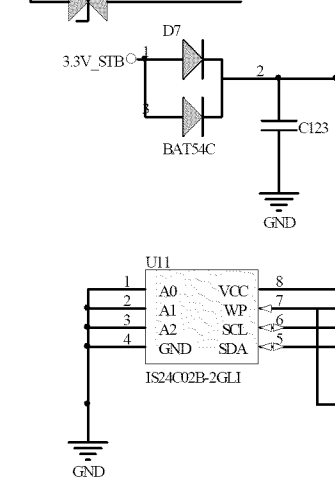 D7
3.3V_STB
1
2
3
BAT54C
C123
GND
U11
1 A0 VCC 8
2 A1 WP 7
3 A2 SCL 6
4 GND SDA 5
IS24C02B-2GLI
GND